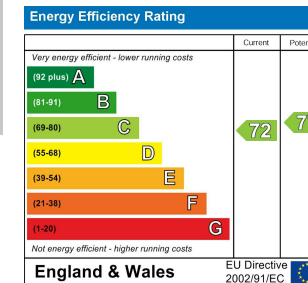 Energy Efficiency Rating
Current
Very energy efficient - lower running costs
(92 plus) A
(81-91) B
(69-80) C
72
(55-68) D
(39-54) E
(21-38) F
(1-20) G
Not energy efficient - higher running costs
England & Wales
EU Directive
2002/91/EC